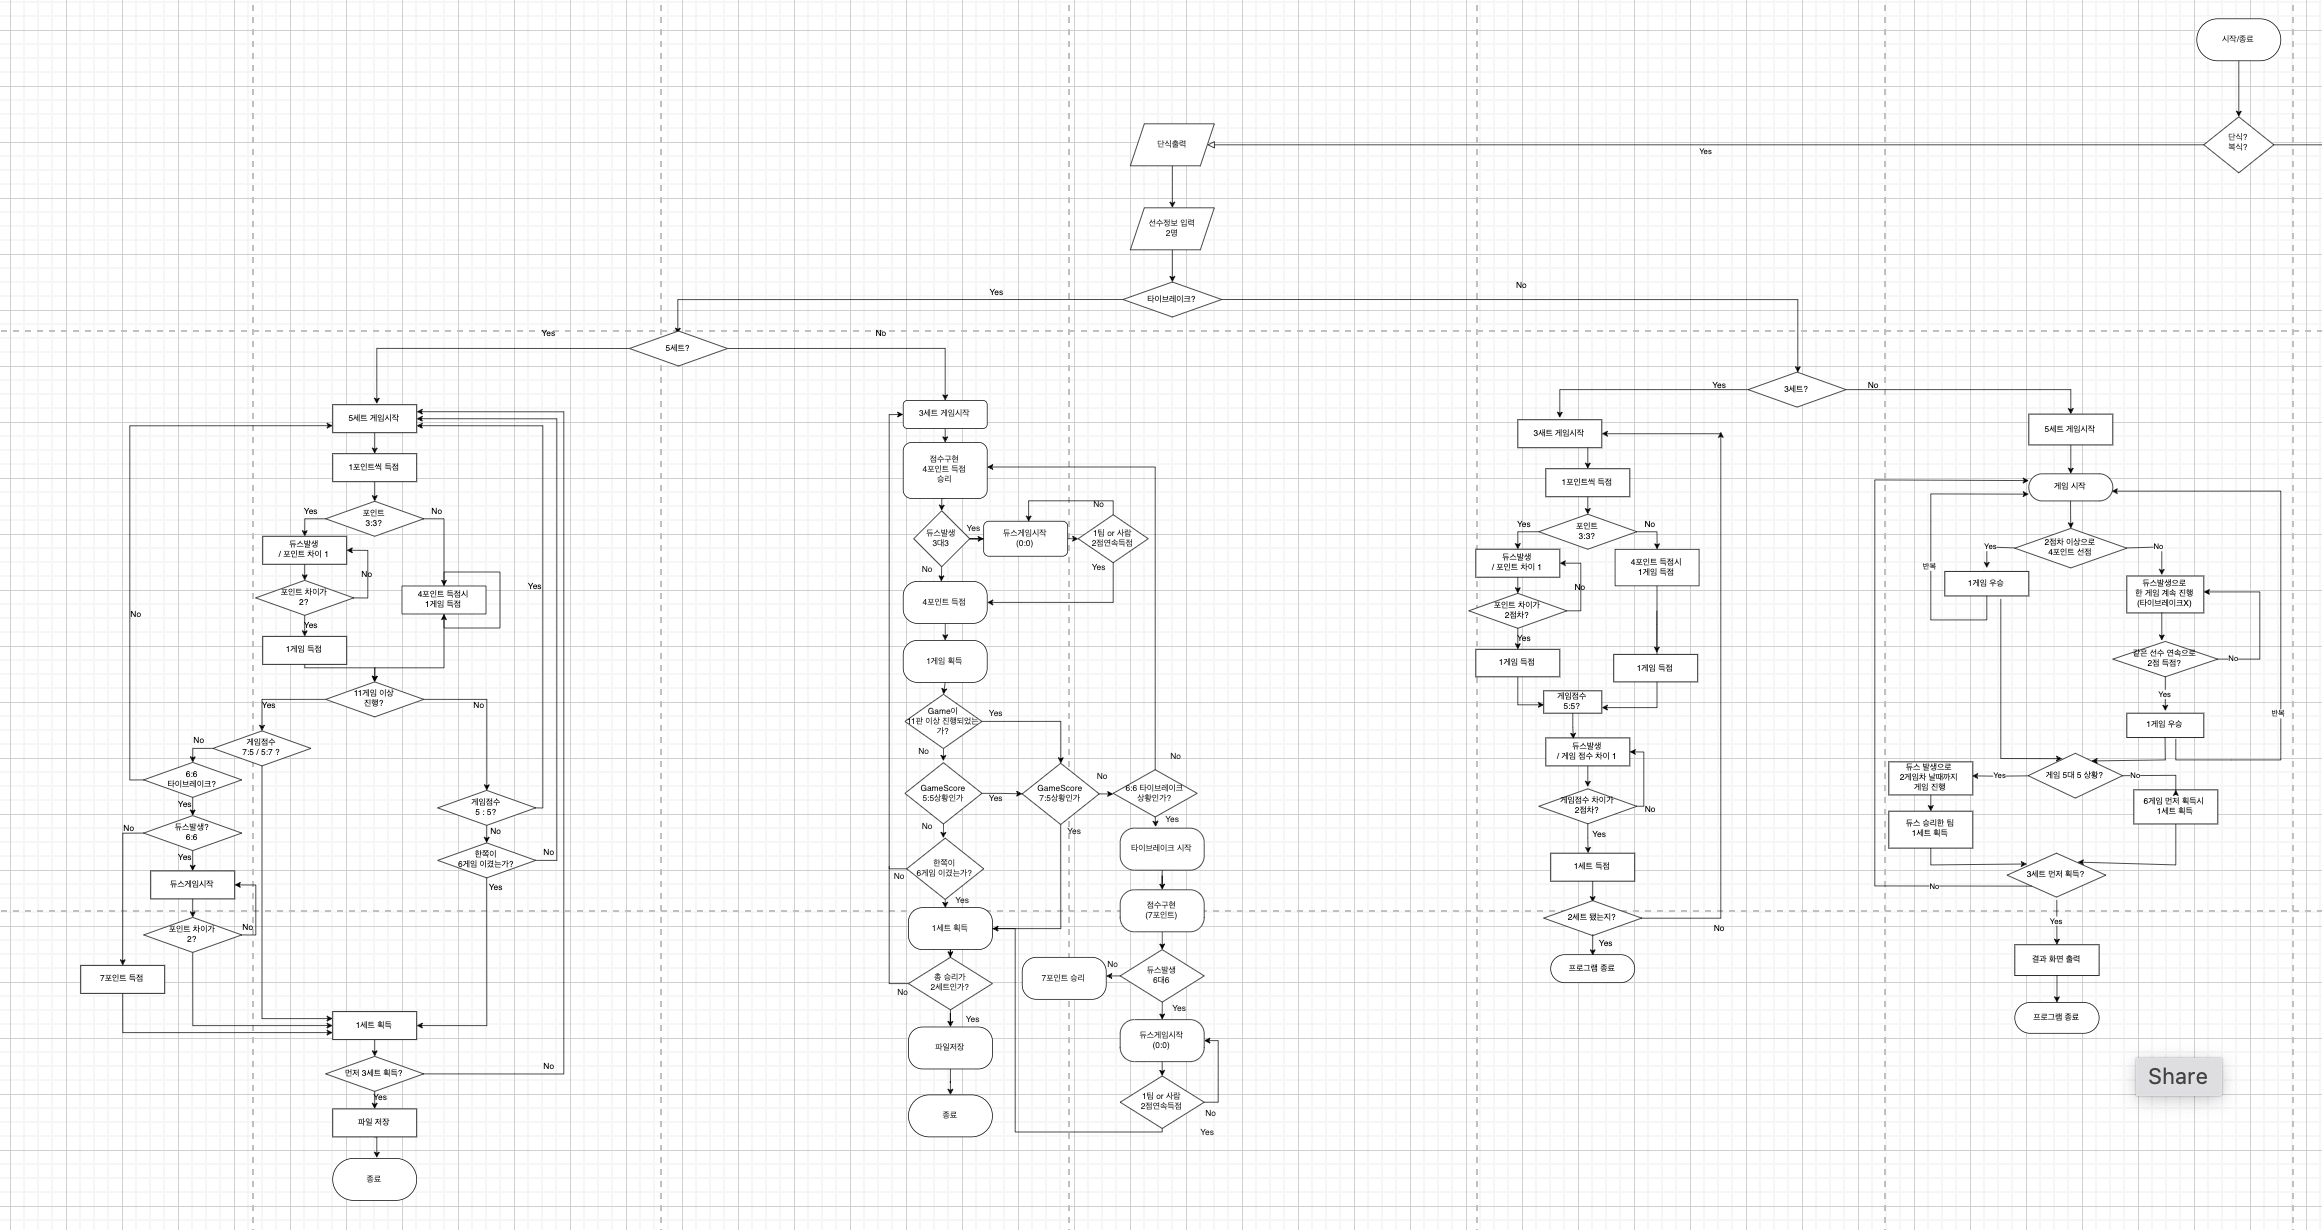 시작/종료
단식?
복식?
Yes
단식출력
선수정보 입력
2명
타이브레이크?
Yes
No
5세트?
Yes
No
5세트 게임시작
1포인트씩 득점
포인트
3:3?
Yes
No
듀스발생
/ 포인트 차이 1
No
포인트 차이가
2?
4포인트 득점시
1게임 득점
Yes
No
Yes
1게임 득점
11게임 이상
진행?
Yes
No
게임점수
7:5 / 5:7 ?
No
6:6
타이브레이크?
Yes
게임점수
5 : 5?
No
듀스발생?
6:6
No
Yes
한쪽이
6게임 이겼는가?
No
Yes
듀스게임시작
포인트 차이가
2?
No
7포인트 득점
1세트 획득
먼저 3세트 획득?
No
Yes
파일 저장
종료
3세트 게임시작
점수구현
4포인트 득점
승리
듀스발생
3대3
Yes
듀스게임시작
(0:0)
No
1팀 or 사람
2점연속득점
No
Yes
4포인트 득점
1게임 획득
Game이
11판 이상 진행되었는
가?
Yes
No
GameScore
5:5상황인가
Yes
GameScore
7:5상황인가
No
6:6 타이브레이크
상황인가?
No
Yes
No
Yes
한쪽이
6게임 이겼는가?
No
Yes
타이브레이크 시작
1세트 획득
점수구현
(7포인트)
총 승리가
2세트인가?
No
Yes
7포인트 승리
No
듀스발생
6대6
Yes
파일저장
듀스게임시작
(0:0)
종료
1팀 or 사람
2점연속득점
No
Yes
3세트?
Yes
No
3새트 게임시작
1포인트씩 득점
포인트
3:3?
Yes
No
듀스발생
/ 포인트 차이 1
4포인트 득점시
1게임 득점
No
포인트 차이가
2점차?
Yes
1게임 득점
1게임 득점
게임점수
5:5?
듀스발생
/ 게임 점수 차이 1
게임점수 차이가
2점차?
No
Yes
1세트 득점
2세트 됐는지?
No
Yes
프로그램 종료
5세트 게임시작
게임 시작
2점차 이상으로
4포인트 선점
Yes
No
반복
1게임 우승
듀스발생으로
한 게임 계속 진행
(타이브레이크X)
같은 선수 연속으로
2점 득점?
No
Yes
1게임 우승
반복
듀스 발생으로
2게임차 날때까지
게임 진행
Yes
게임 5대 5 상황?
No
6게임 먼저 획득시
1세트 획득
듀스 승리한 팀
1세트 획득
3세트 먼저 획득?
No
Yes
결과 화면 출력
프로그램 종료
Share